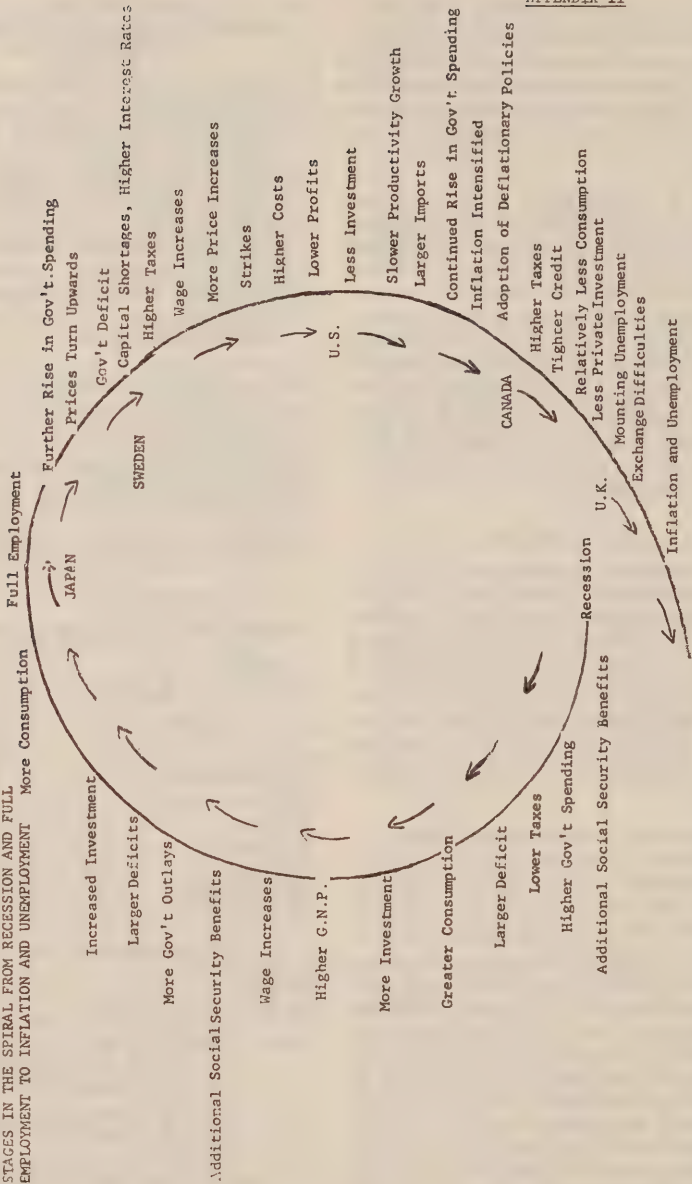 STAGES IN THE SPIRAL FROM RECESSION AND FULL
EMPLOYMENT TO INFLATION AND UNEMPLOYMENT
Recession
Additional Social Security Benefits
Higher Gov't Spending
Lower Taxes
Larger Deficit
Greater Consumption
More Investment
Higher G.N.P.
Wage Increases
Additional Social Security Benefits
More Gov't Outlays
Larger Deficits
Increased Investment
More Consumption
Full Employment
JAPAN
Further Rise in Gov't. Spending
Prices Turn Upwards
Gov't Deficit
Capital Shortages, Higher Interest Rates
Higher Taxes
SWEDEN
Wage Increases
More Price Increases
Strikes
Higher Costs
Lower Profits
U.S.
Less Investment
Slower Productivity Growth
Larger Imports
Continued Rise in Gov't Spending
Inflation Intensified
Adoption of Deflationary Policies
CANADA
Higher Taxes
Tighter Credit
Relatively Less Consumption
Less Private Investment
U.K.
Mounting Unemployment
Exchange Difficulties
Inflation and Unemployment